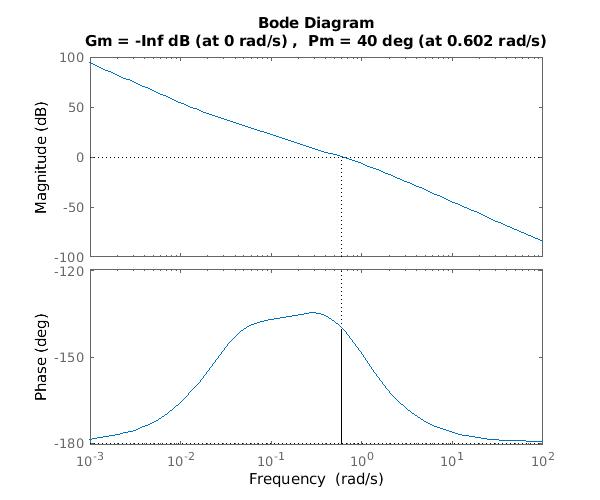 Bode Diagram
Gm = -Inf dB (at 0 rad/s) ,  Pm = 40 deg (at 0.602 rad/s)
100
50
0
-50
-100
Magnitude (dB)
-120
-150
-180
Phase (deg)
10^-3
10^-2
10^-1
10^0
10^1
10^2
Frequency  (rad/s)